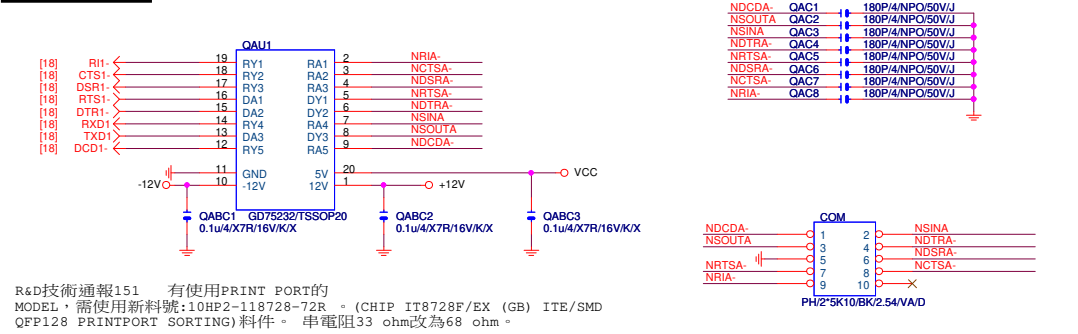 QAU1
[18] RI1- 19 RY1 RA1 2 NRIA-
[18] CTS1- 18 RY2 RA2 3 NCTSA-
[18] DSR1- 17 RY3 RA3 4 NDSRA-
[18] RTS1- 16 DA1 DY1 5 NRTSA-
[18] DTR1- 15 DA2 DY2 6 NDTRA-
[18] RXD1 14 RY4 RA4 7 NSINA
[18] TXD1 13 DA3 DY3 8 NSOUTA
[18] DCD1- 12 RY5 RA5 9 NDCDA-
11 GND 5V 20 VCC
-12V 10 -12V 12V 1 +12V
QABC1 GD75232/TSSOP20 QABC2 QABC3
0.1u/4/X7R/16V/K/X 0.1u/4/X7R/16V/K/X 0.1u/4/X7R/16V/K/X
NDCDA- QAC1 180P/4/NPO/50V/J
NSOUTA QAC2 180P/4/NPO/50V/J
NSINA QAC3 180P/4/NPO/50V/J
NDTRA- QAC4 180P/4/NPO/50V/J
NRTSA- QAC5 180P/4/NPO/50V/J
NDSRA- QAC6 180P/4/NPO/50V/J
NCTSA- QAC7 180P/4/NPO/50V/J
NRIA- QAC8 180P/4/NPO/50V/J
COM
NDCDA- 1 2 NSINA
NSOUTA 3 4 NDTRA-
5 6 NDSRA-
NRTSA- 7 8 NCTSA-
NRIA- 9 10
PH/2*5K10/BK/2.54/VA/D
R&D技術通報151 有使用PRINT PORT的
MODEL，需使用新料號:10HP2-118728-72R 。(CHIP IT8728F/EX (GB) ITE/SMD
QFP128 PRINTPORT SORTING)料件。 串電阻33 ohm改為68 ohm。